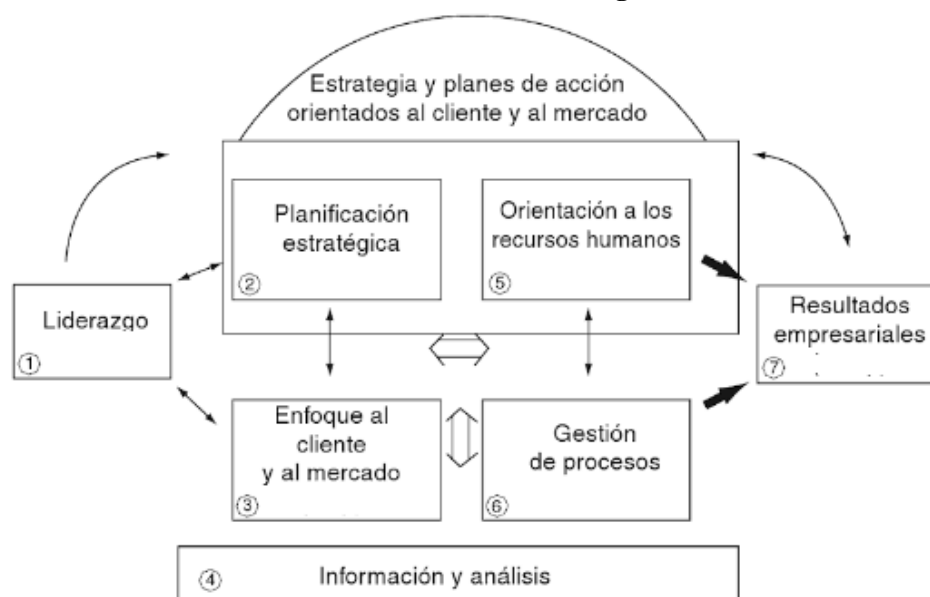 Estrategia y planes de acción
orientados al cliente y al mercado
Planificación
estratégica
2
Orientación a los
recursos humanos
5
Liderazgo
1
Resultados
empresariales
7
Enfoque al
cliente
y al mercado
3
Gestión
de procesos
6
4
Información y análisis